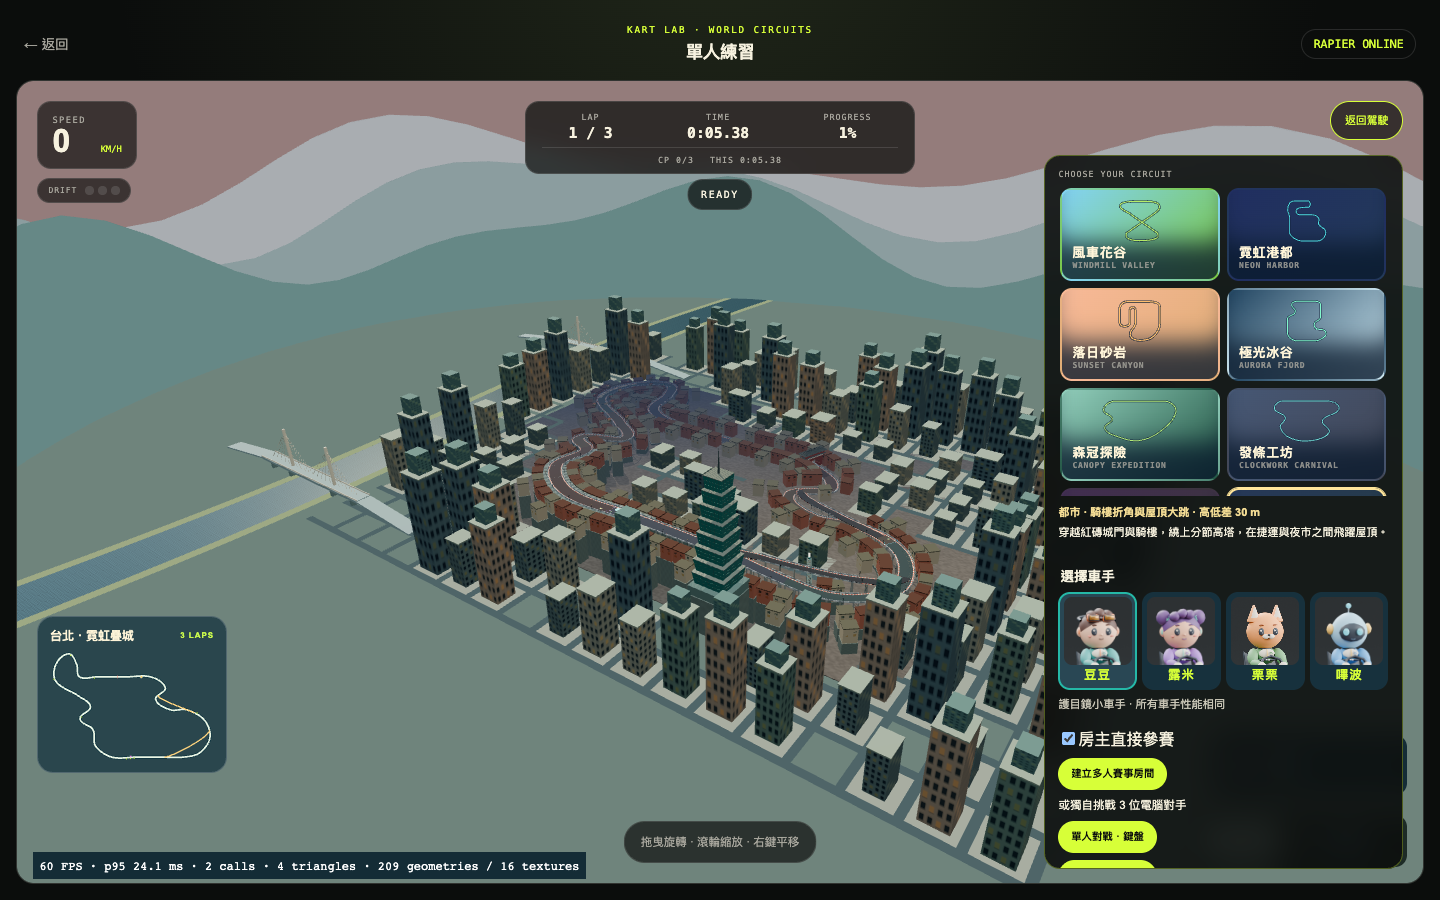 ← 返回
KART LAB · WORLD CIRCUITS
單人練習
RAPIER ONLINE
SPEED
0 KM/H
DRIFT
LAP TIME PROGRESS
1 / 3 0:05.38 1%
CP 0/3 THIS 0:05.38
READY
返回駕駛
CHOOSE YOUR CIRCUIT
風車花谷
WINDMILL VALLEY
霓虹港都
NEON HARBOR
落日砂岩
SUNSET CANYON
極光冰谷
AURORA FJORD
森冠探險
CANOPY EXPEDITION
發條工坊
CLOCKWORK CARNIVAL
都市 · 騎樓折角與屋頂大跳 · 高低差 30 m
穿越紅磚城門與騎樓，繞上分節高塔，在捷運與夜市之間飛躍屋頂。
選擇車手
豆豆 露米 栗栗 嗶波
護目鏡小車手 · 所有車手性能相同
房主直接參賽
建立多人賽事房間
或獨自挑戰 3 位電腦對手
單人對戰 · 鍵盤
台北 · 霓虹疊城 3 LAPS
拖曳旋轉 · 滾輪縮放 · 右鍵平移
60 FPS · p95 24.1 ms · 2 calls · 4 triangles · 209 geometries / 16 textures